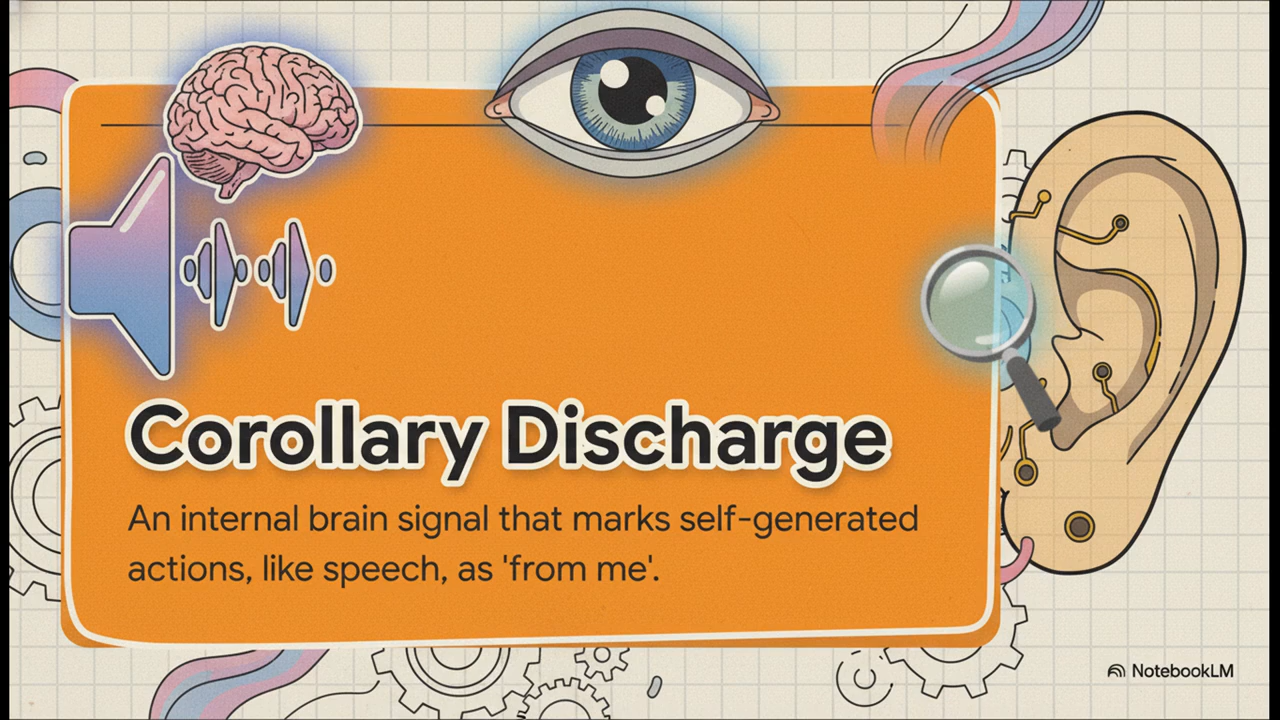 Corollary Discharge
An internal brain signal that marks self-generated
actions, like speech, as 'from me'.
NotebookLM